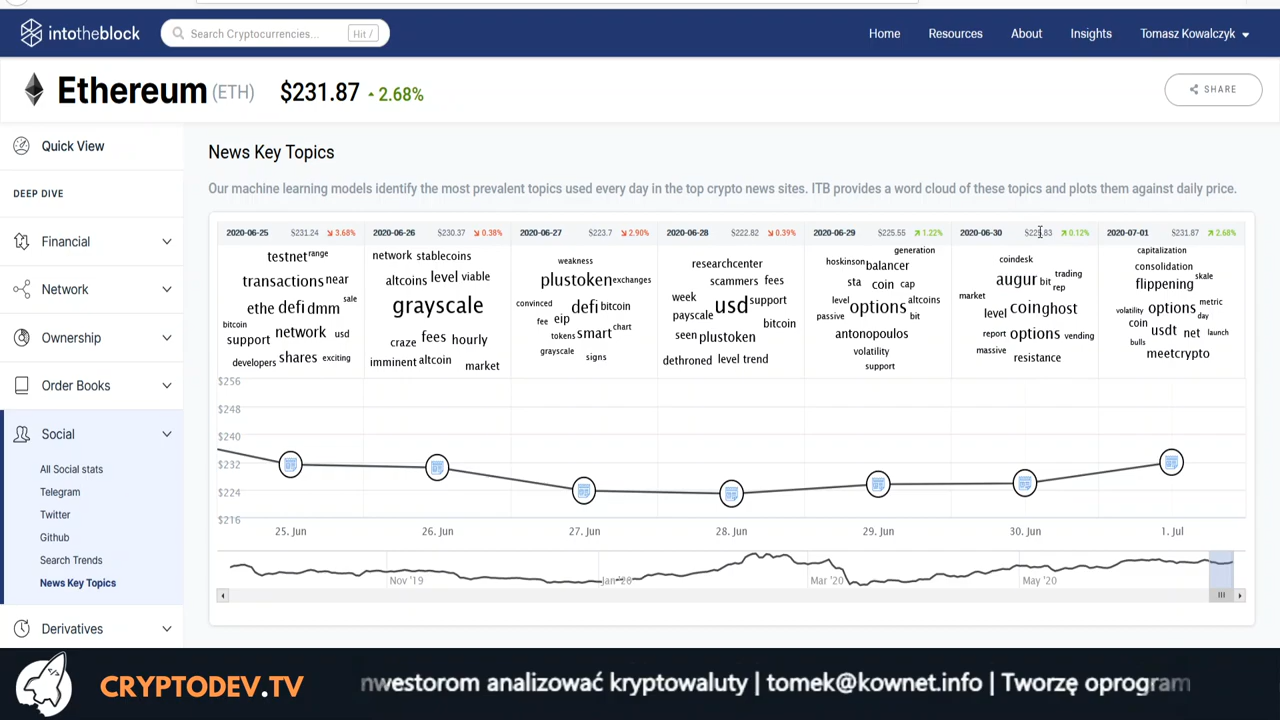 intotheblock
Search Cryptocurrencies...
Hit /
Home
Resources
About
Insights
Tomasz Kowalczyk
Ethereum (ETH) $231.87 2.68%
SHARE
Quick View
DEEP DIVE
Financial
Network
Ownership
Order Books
Social
All Social stats
Telegram
Twitter
Github
Search Trends
News Key Topics
Derivatives
News Key Topics
Our machine learning models identify the most prevalent topics used every day in the top crypto news sites. ITB provides a word cloud of these topics and plots them against daily price.
2020-06-25 $231.24 3.68%
testnet range
transactions near
ethe defi dmm sale
bitcoin
support network usd
developers shares exciting
2020-06-26 $230.37 0.38%
network stablecoins
altcoins level viable
grayscale
craze fees hourly
imminent altcoin market
2020-06-27 $223.7 2.90%
weakness
plustoken exchanges
convinced defi bitcoin
fee eip chart
tokens smart
grayscale signs
2020-06-28 $222.82 0.39%
researchcenter
scammers fees
week usd support
payscale bitcoin
seen plustoken
dethroned level trend
2020-06-29 $225.55 1.22%
generation
hoskinson balancer
sta coin cap
level options altcoins
passive bit
antonopoulos
volatility
support
2020-06-30 0.12%
coindesk
augur bit trading
rep
market level coinghost
report options vending
massive resistance
2020-07-01 $231.87 2.68%
capitalization
consolidation
flippening skale
volatility options metric
day
coin usdt net launch
bulls meetcrypto
$256
$248
$240
$232
$224
$216
25. Jun
26. Jun
27. Jun
28. Jun
29. Jun
30. Jun
1. Jul
Nov '19
Jan '20
Mar '20
May '20
CRYPTODEV.TV
nwestorom analizować kryptowaluty | tomek@kownet.info | Tworzę oprogram